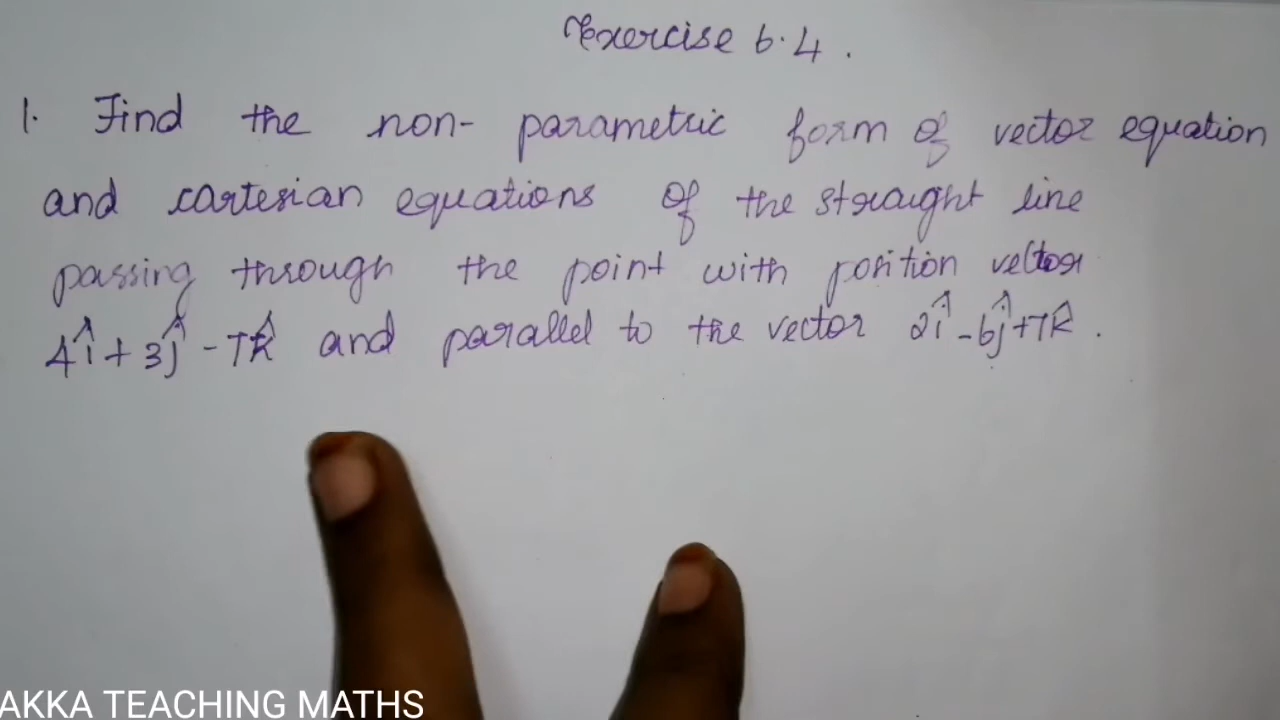 Exercise 6.4.
1. Find the non-parametric form of vector equation
and cartesian equations of the straight line
passing through the point with position vector
4î + 3ĵ - 7k̂ and parallel to the vector 2î - 6ĵ + 7k̂.
AKKA TEACHING MATHS